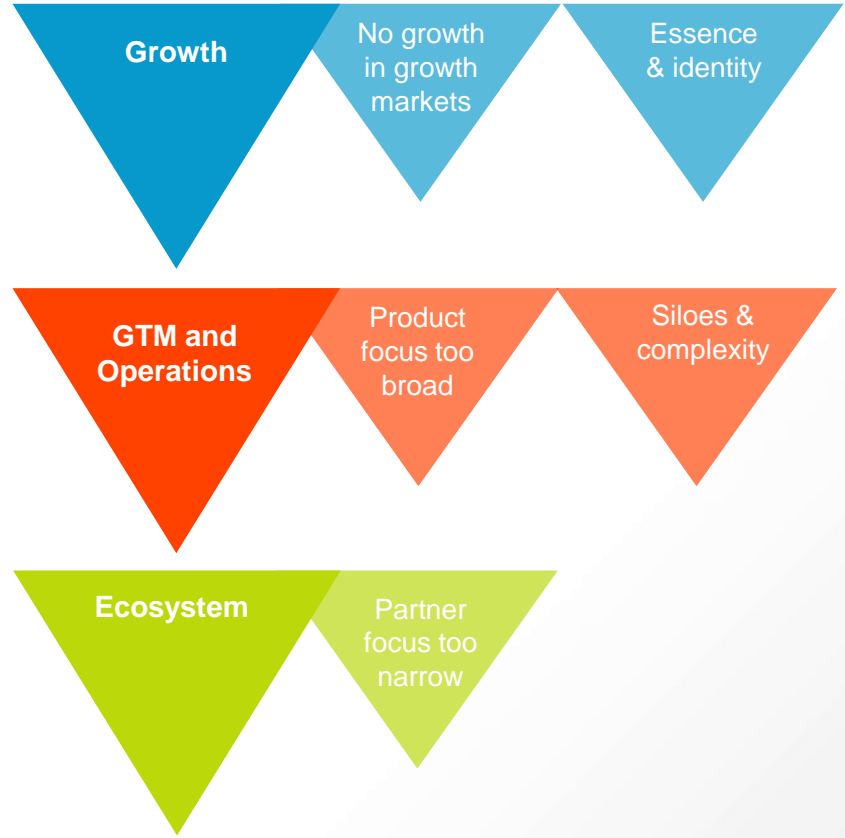 Growth
No growth
in growth
markets
Essence
& identity
GTM and
Operations
Product
focus too
broad
Siloes &
complexity
Ecosystem
Partner
focus too
narrow